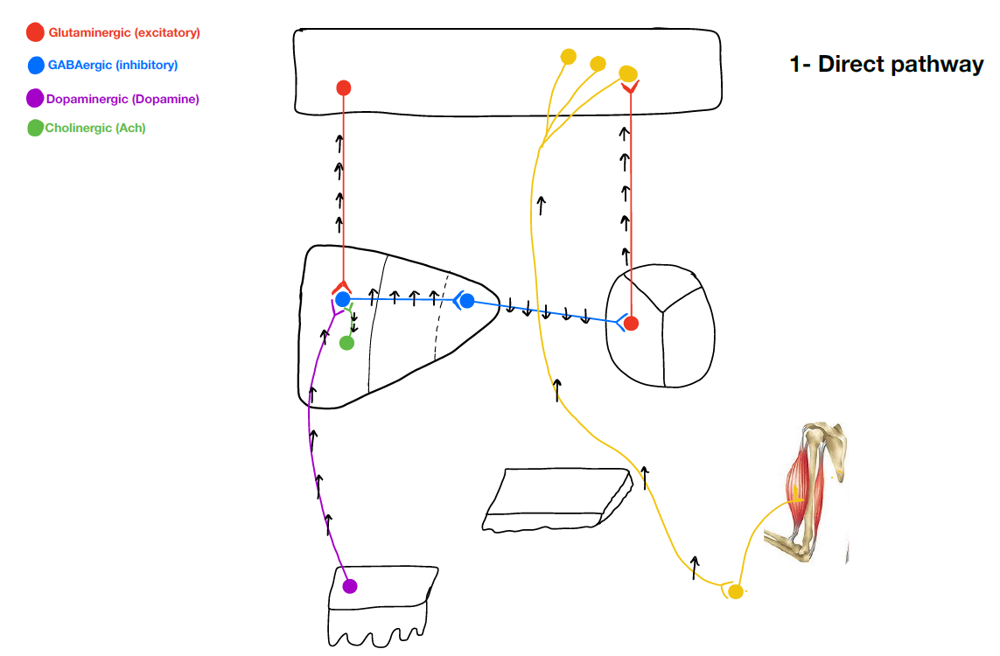 Glutaminergic (excitatory)
GABAergic (inhibitory)
Dopaminergic (Dopamine)
Cholinergic (Ach)
1- Direct pathway